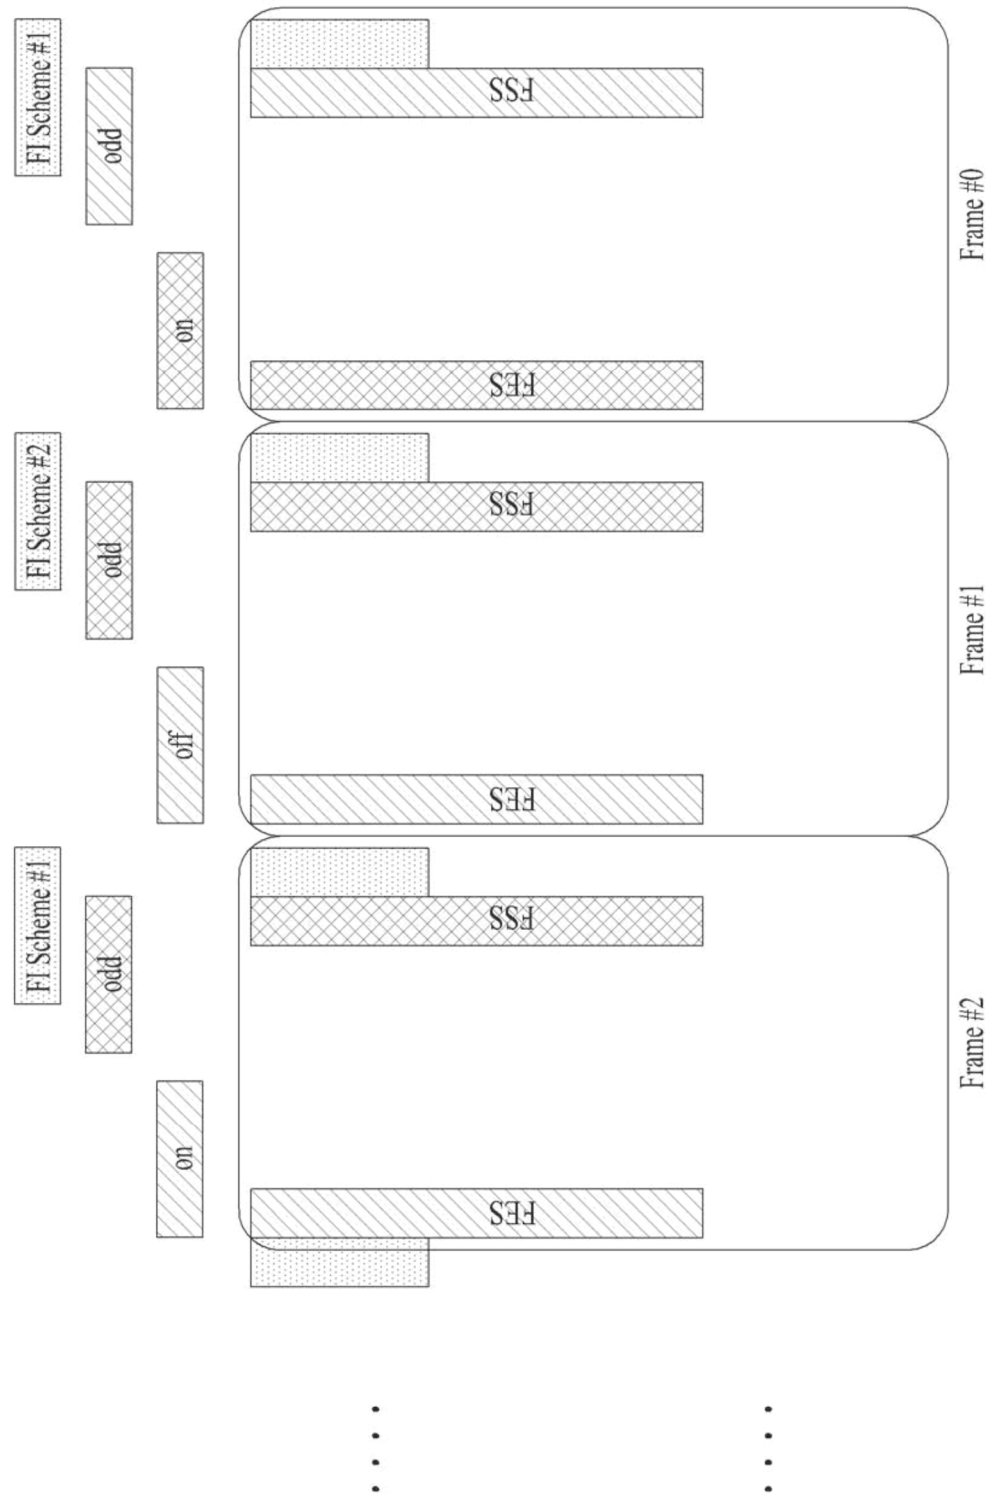 FI Scheme #1
odd
on
FSS
FES
Frame #0
FI Scheme #2
odd
off
FSS
FES
Frame #1
FI Scheme #1
odd
on
FSS
FES
Frame #2